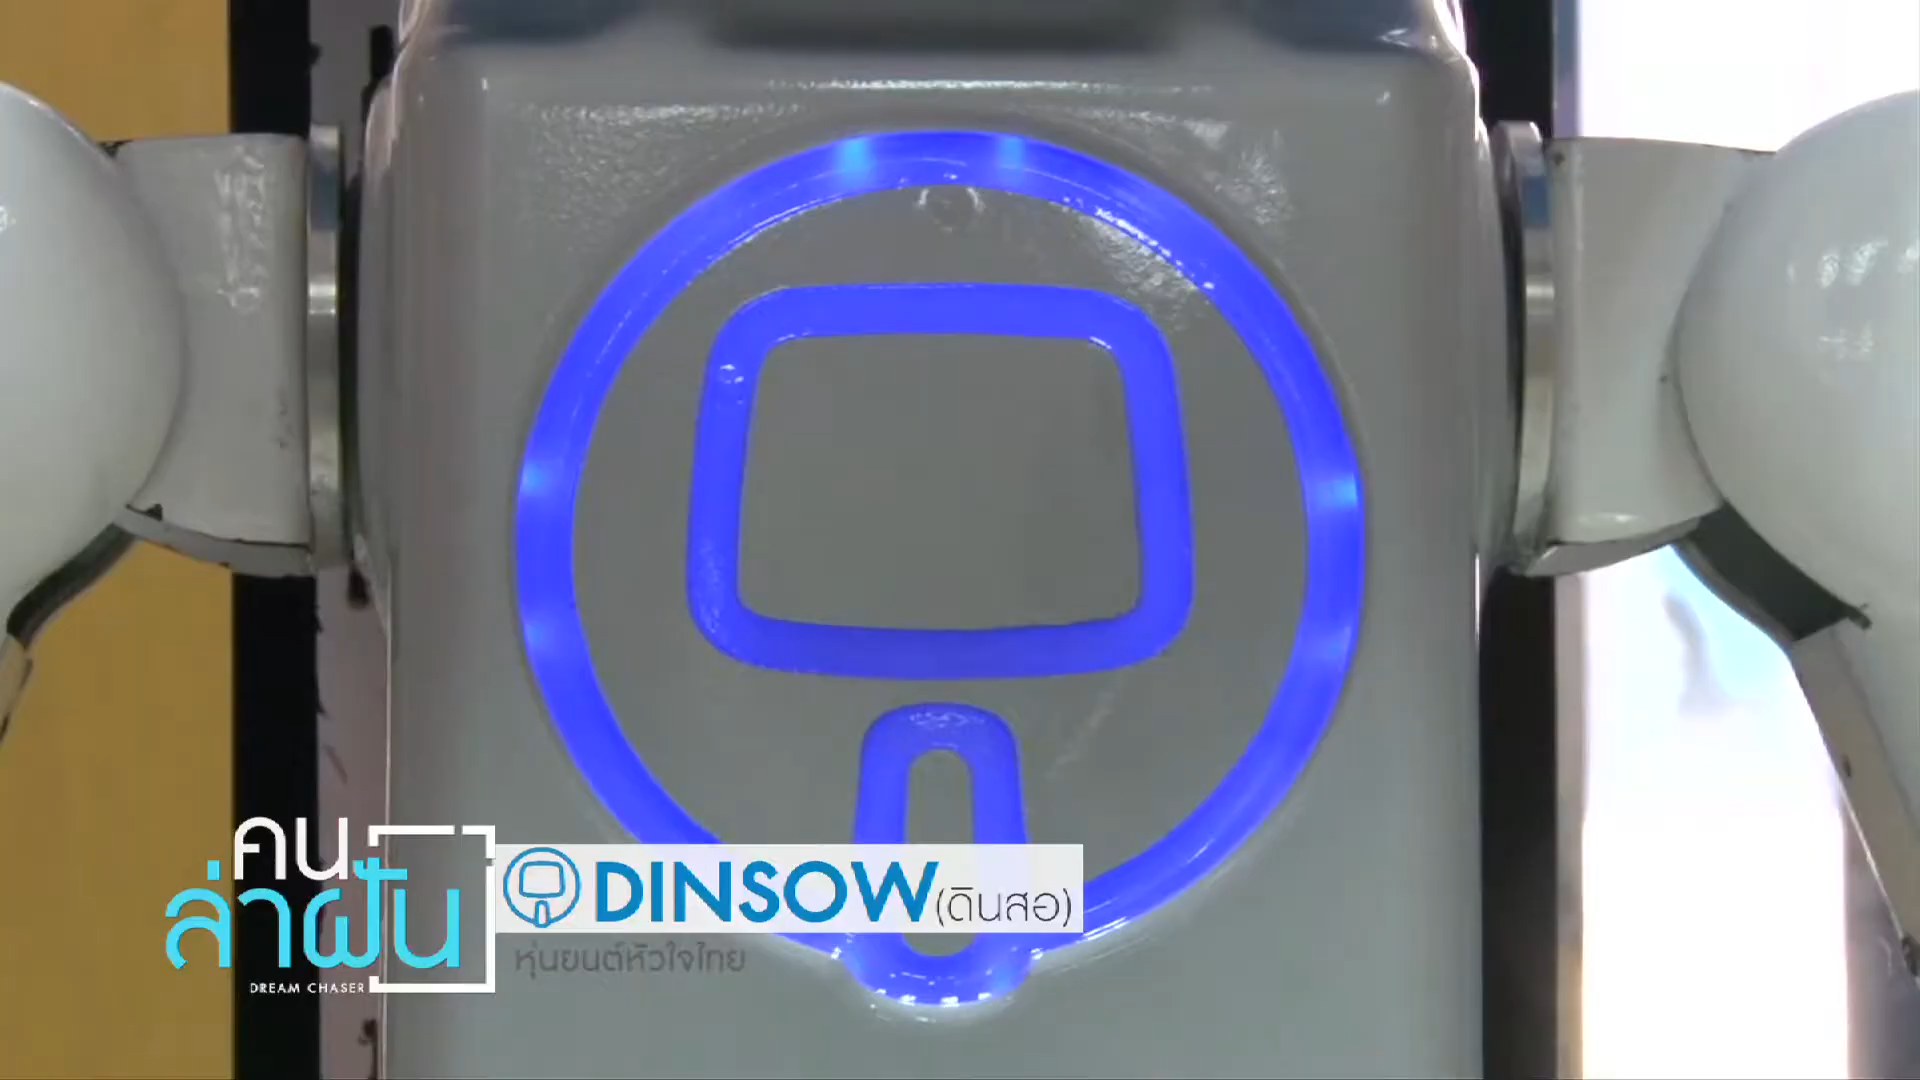 คน
ล่าฝัน
DREAM CHASER
DINSOW (ดินสอ)
หุ่นยนต์หัวใจไทย